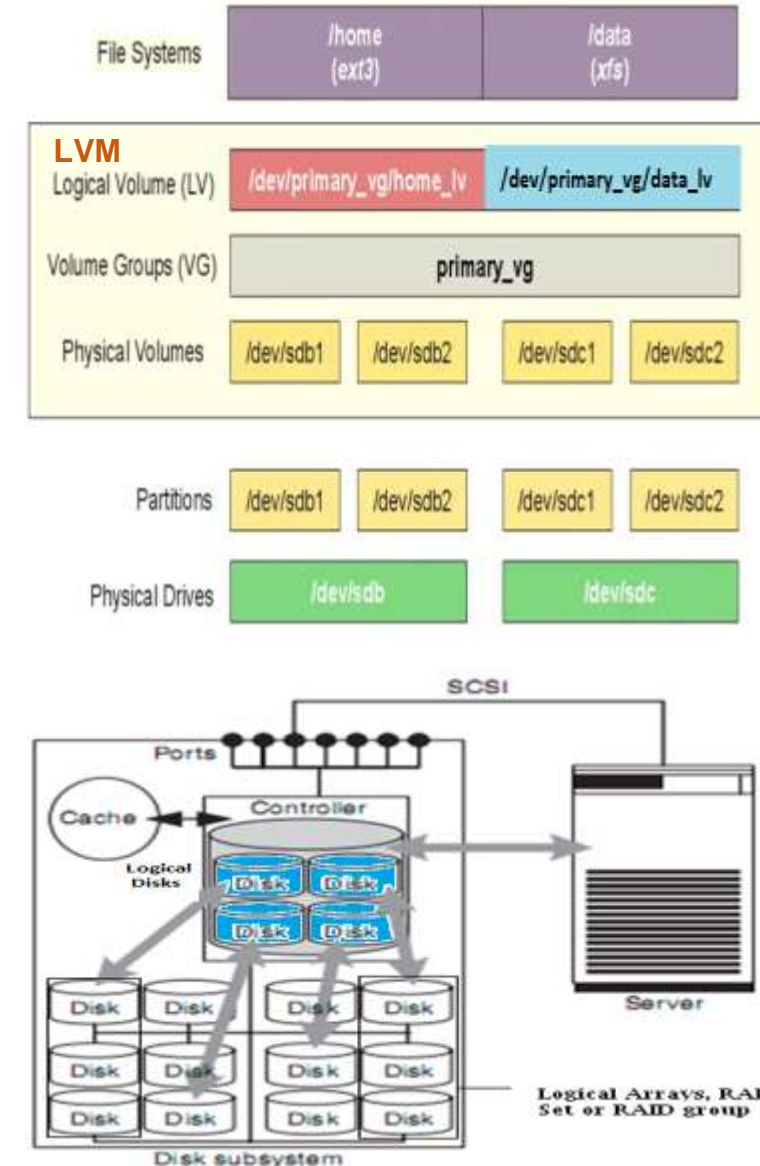 File Systems
/home
(ext3)
/data
(xfs)
LVM
Logical Volume (LV)
/dev/primary_vg/home_lv
/dev/primary_vg/data_lv
Volume Groups (VG)
primary_vg
Physical Volumes
/dev/sdb1
/dev/sdb2
/dev/sdc1
/dev/sdc2
Partitions
/dev/sdb1
/dev/sdb2
/dev/sdc1
/dev/sdc2
Physical Drives
/dev/sdb
/dev/sdc
SCSI
Ports
Cache
Controller
Logical
Disks
Disk Disk
Disk Disk
Disk Disk Disk Disk
Disk Disk Disk Disk
Disk Disk Disk Disk
Server
Logical Arrays, RAI
Set or RAID group
Disk subsystem